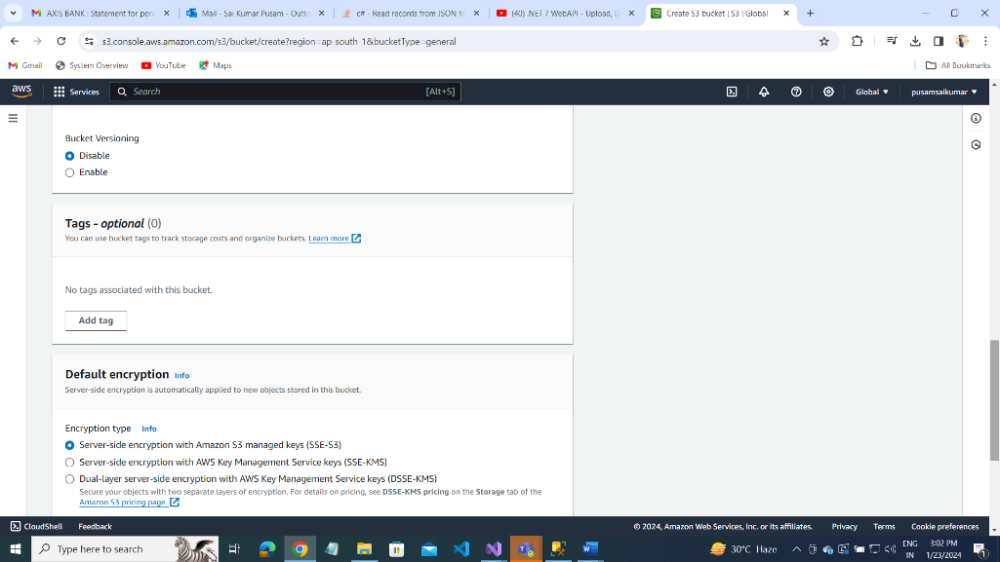 AXIS BANK : Statement for peri
Mail - Sai Kumar Pusam - Outlo
c# - Read records from JSON fi
(40) .NET 7 WebAPI - Upload, D
Create S3 bucket | S3 | Global
s3.console.aws.amazon.com/s3/bucket/create?region=ap-south-1&bucketType=general
Gmail
System Overview
YouTube
Maps
All Bookmarks
aws
Services
Search
[Alt+S]
Global
pusamsaikumar
Bucket Versioning
Disable
Enable
Tags - optional (0)
You can use bucket tags to track storage costs and organize buckets. Learn more
No tags associated with this bucket.
Add tag
Default encryption Info
Server-side encryption is automatically applied to new objects stored in this bucket.
Encryption type Info
Server-side encryption with Amazon S3 managed keys (SSE-S3)
Server-side encryption with AWS Key Management Service keys (SSE-KMS)
Dual-layer server-side encryption with AWS Key Management Service keys (DSSE-KMS)
Secure your objects with two separate layers of encryption. For details on pricing, see DSSE-KMS pricing on the Storage tab of the
Amazon S3 pricing page.
CloudShell
Feedback
© 2024, Amazon Web Services, Inc. or its affiliates.
Privacy
Terms
Cookie preferences
Type here to search
30°C Haze
ENG
IN
3:02 PM
1/23/2024
1